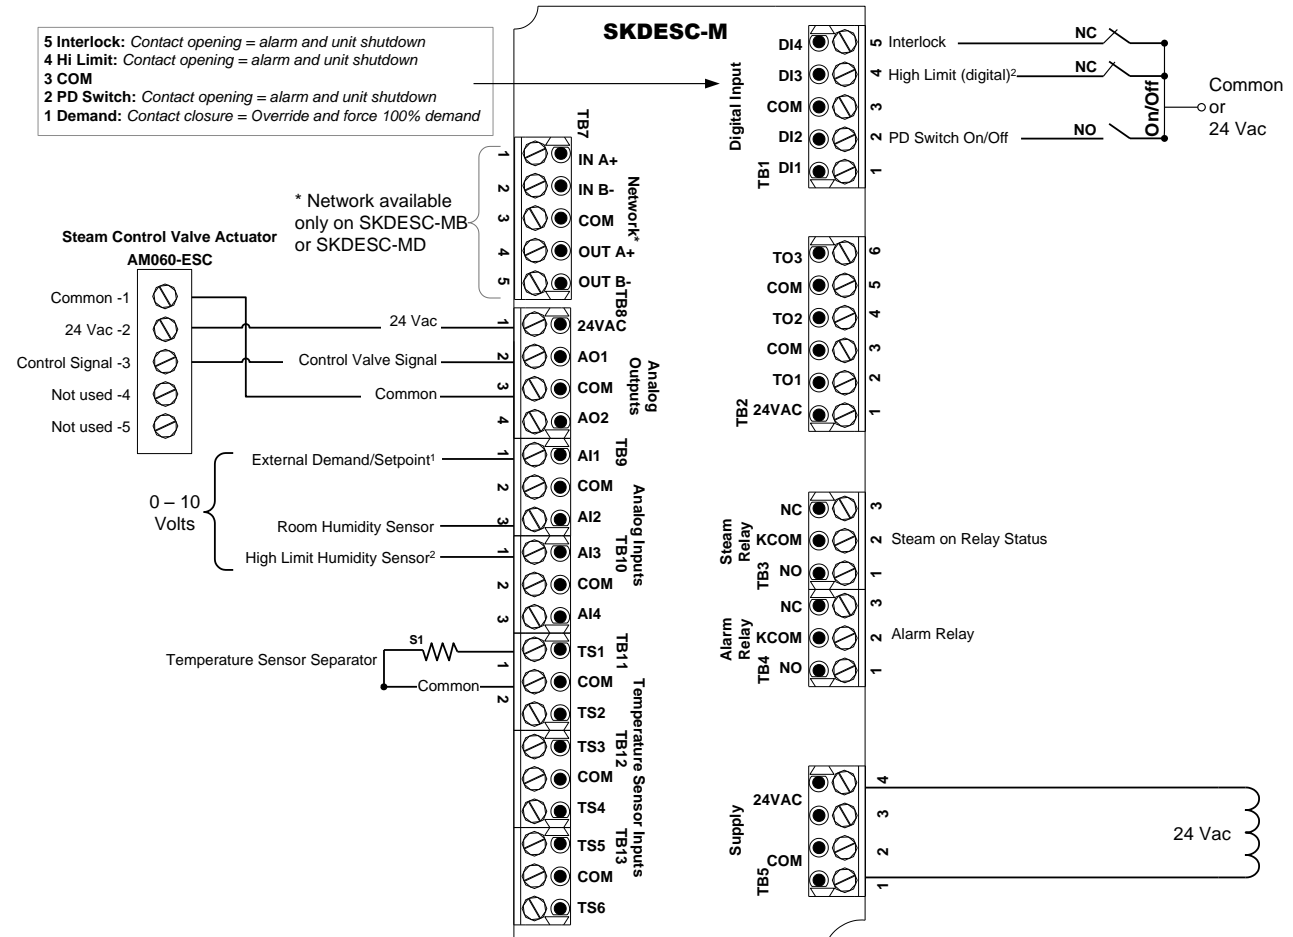 SKDESC-M
5 Interlock: Contact opening = alarm and unit shutdown
4 Hi Limit: Contact opening = alarm and unit shutdown
3 COM
2 PD Switch: Contact opening = alarm and unit shutdown
1 Demand: Contact closure = Override and force 100% demand
* Network available
only on SKDESC-MB
or SKDESC-MD
Steam Control Valve Actuator
AM060-ESC
Common -1
24 Vac -2
Control Signal -3
Not used -4
Not used -5
24 Vac
Control Valve Signal
Common
0 – 10
Volts
External Demand/Setpoint¹
Room Humidity Sensor
High Limit Humidity Sensor²
Temperature Sensor Separator
S1
Common
TB7
Network*
1
IN A+
2
IN B-
3
COM
4
OUT A+
5
OUT B-
TB8
Analog
Outputs
1
24VAC
2
AO1
3
COM
4
AO2
TB9
Analog Inputs
1
AI1
2
COM
3
AI2
TB10
1
AI3
2
COM
3
AI4
TB11
Temperature Sensor Inputs
1
TS1
2
COM
TS2
TB12
TS3
COM
TS4
TB13
TS5
COM
TS6
Digital Input
TB1
DI4
5
Interlock
NC
DI3
4
High Limit (digital)²
NC
COM
3
DI2
2
PD Switch On/Off
NO
DI1
1
On/Off
Common
or
24 Vac
TB2
TO3
6
COM
5
TO2
4
COM
3
TO1
2
24VAC
1
Steam
Relay
TB3
NC
3
KCOM
2
Steam on Relay Status
NO
1
Alarm
Relay
TB4
NC
3
KCOM
2
Alarm Relay
NO
1
Supply
TB5
24VAC
4
3
COM
2
1
24 Vac